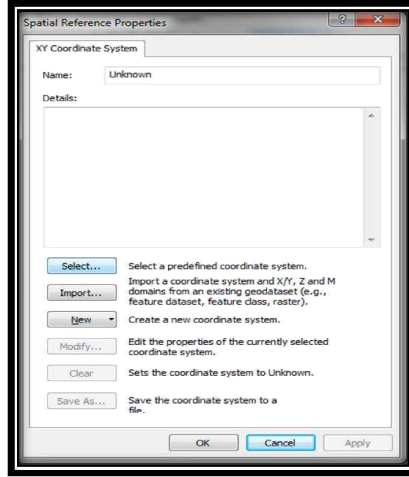 Spatial Reference Properties
?
XY Coordinate System
Name: Unknown
Details:
Select... Select a predefined coordinate system.
Import... Import a coordinate system and X/Y, Z and M
domains from an existing geodataset (e.g.,
feature dataset, feature class, raster).
New Create a new coordinate system.
Modify... Edit the properties of the currently selected
coordinate system.
Clear Sets the coordinate system to Unknown.
Save As... Save the coordinate system to a
file.
OK Cancel Apply